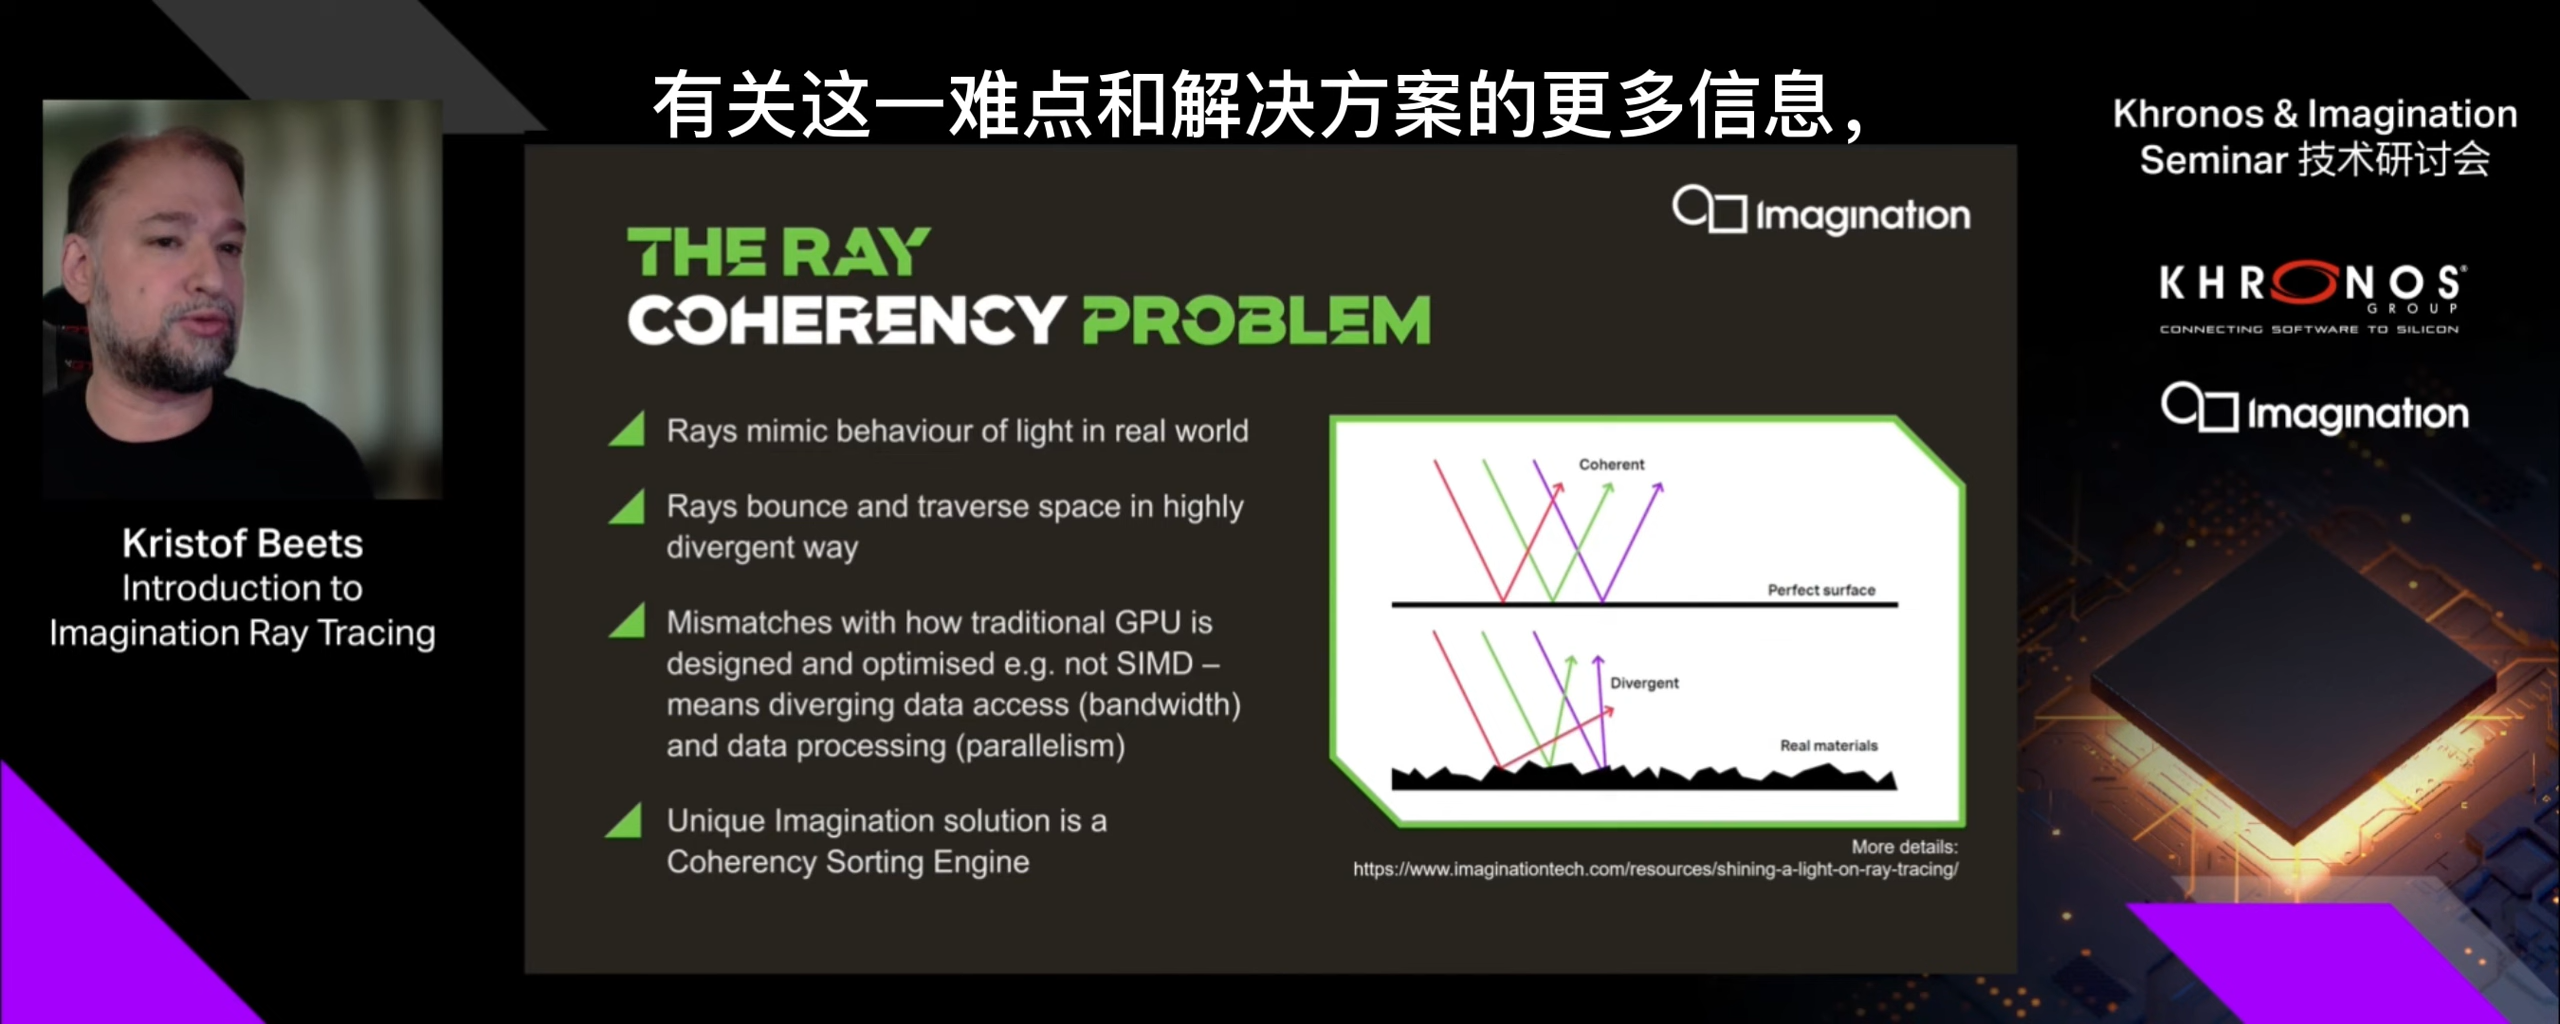 有关这一难点和解决方案的更多信息，
Khronos & Imagination
Seminar 技术研讨会
KHRONOS
GROUP
CONNECTING SOFTWARE TO SILICON
Imagination
Kristof Beets
Introduction to
Imagination Ray Tracing
Imagination
THE RAY
COHERENCY PROBLEM
Rays mimic behaviour of light in real world
Rays bounce and traverse space in highly
divergent way
Mismatches with how traditional GPU is
designed and optimised e.g. not SIMD –
means diverging data access (bandwidth)
and data processing (parallelism)
Unique Imagination solution is a
Coherency Sorting Engine
Coherent
Perfect surface
Divergent
Real materials
More details:
https://www.imaginationtech.com/resources/shining-a-light-on-ray-tracing/